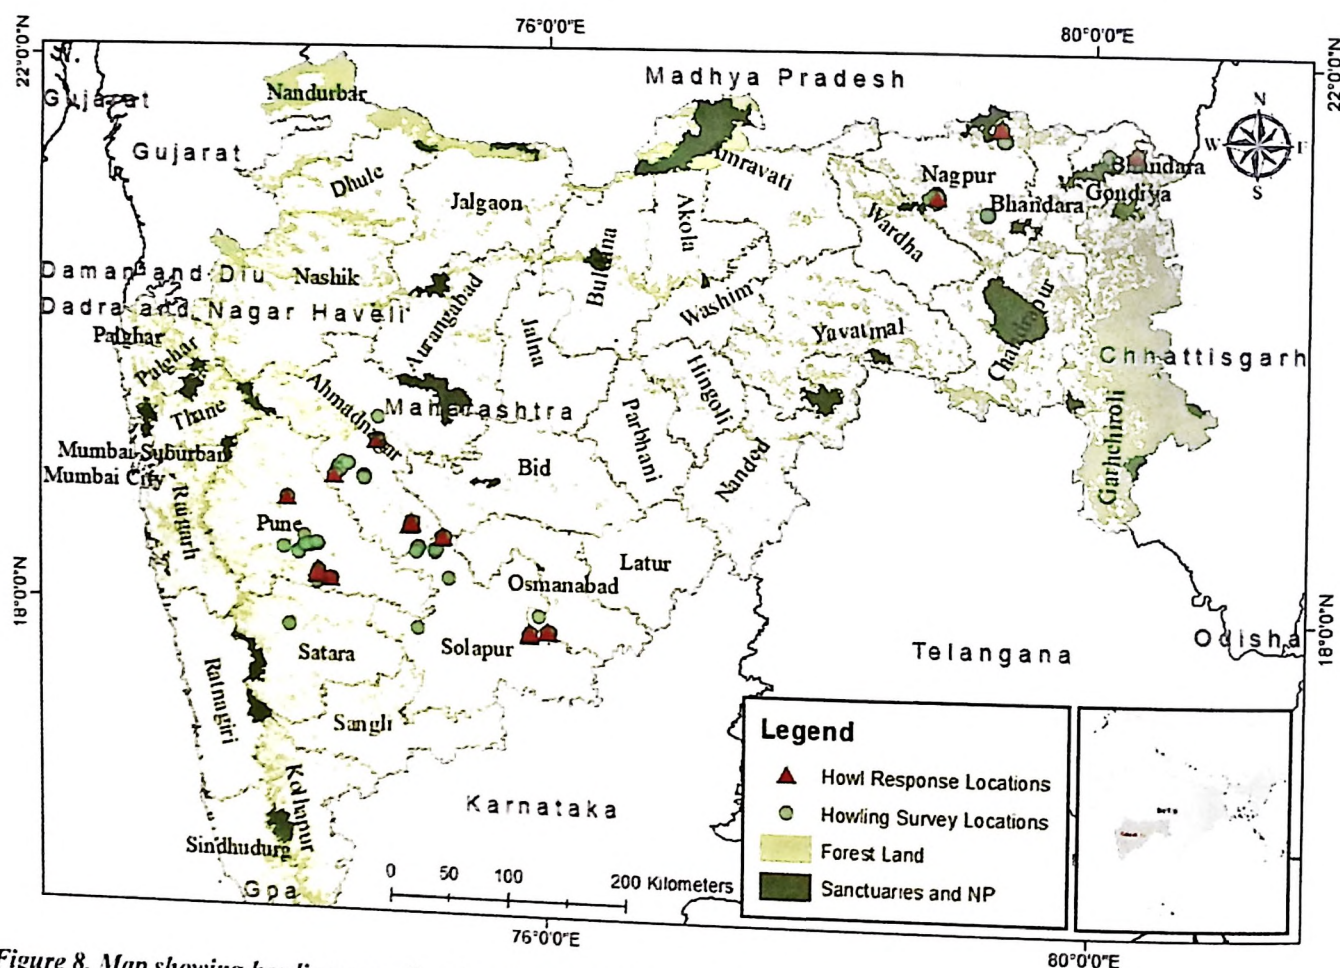 76°0'0"E
80°0'0"E
22°0'0"N
22°0'0"N
Madhya Pradesh
Nandurbar
Gujarat
Gujarat
N
W
E
S
Dhule
Jalgaon
Amravati
Akola
Nagpur
Bhandara
Bhandara
Gondiya
Wardha
Buldana
Daman and Diu
Nashik
Dadra and Nagar Haveli
Aurangabad
Jalna
Washim
Yavatmal
Chandrapur
Chhattisgarh
Palghar
Palghar
Thane
Ahmadnagar
Maharashtra
Hingoli
Parbhani
Nanded
Garhchiroli
Mumbai Suburban
Mumbai City
Bid
Raigarh
Pune
Latur
Osmanabad
18°0'0"N
18°0'0"N
Satara
Solapur
Telangana
Odisha
Ratnagiri
Sangli
Kolhapur
Karnataka
Sindhudurg
Goa
Legend
Howl Response Locations
Howling Survey Locations
Forest Land
Sanctuaries and NP
0 50 100 200 Kilometers
76°0'0"E
80°0'0"E
Figure 8. Map showing